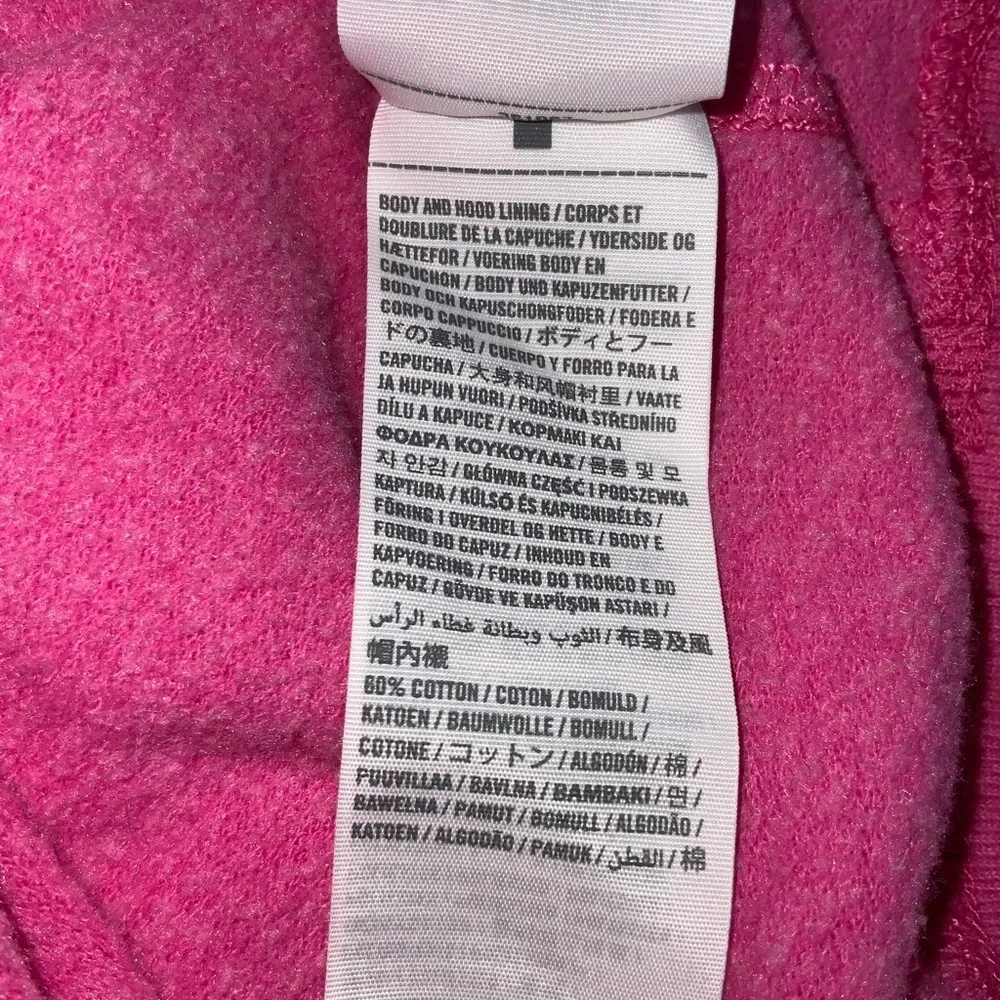 BODY AND HOOD LINING / CORPS ET
DOUBLURE DE LA CAPUCHE / YDERSIDE OG
HÆTTEFOR / VOERING BODY EN
CAPUCHON / BODY UND KAPUZENFUTTER /
BODY OCH KAPUSCHONGFODER / FODERA E
CORPO CAPPUCCIO / ボディとフー
ドの裏地 / CUERPO Y FORRO PARA LA
CAPUCHA / 大身和风帽衬里 / VAATE
JA HUPUN VUORI / PODŠÍVKA STŘEDNÍHO
DÍLU A KAPUCE / ΚΟΡΜΑΚΙ ΚΑΙ
ΦΟΔΡΑ ΚΟΥΚΟΥΛΑΣ / 몸통 및 모
자 안감 / GŁÓWNA CZĘŚĆ I PODSZEWKA
KAPTURA / KÜLSŐ ÉS KAPUCNIBÉLÉS /
FÔRING I OVERDEL OG HETTE / BODY E
FORRO DO CAPUZ / INHOUD EN
KAPVOERING / FORRO DO TRONCO E DO
CAPUZ / GÖVDE VE KAPÜŞON ASTARI /
الثوب وبطانة غطاء الرأس / 布身及風
帽內襯
60% COTTON / COTON / BOMULD /
KATOEN / BAUMWOLLE / BOMULL /
COTONE / コットン / ALGODÓN / 棉 /
PUUVILLAA / BAVLNA / ΒΑΜΒΑΚΙ / 면 /
BAWEŁNA / PAMUT / BOMULL / ALGODÃO /
KATOEN / ALGODÃO / PAMUK / القطن / 棉